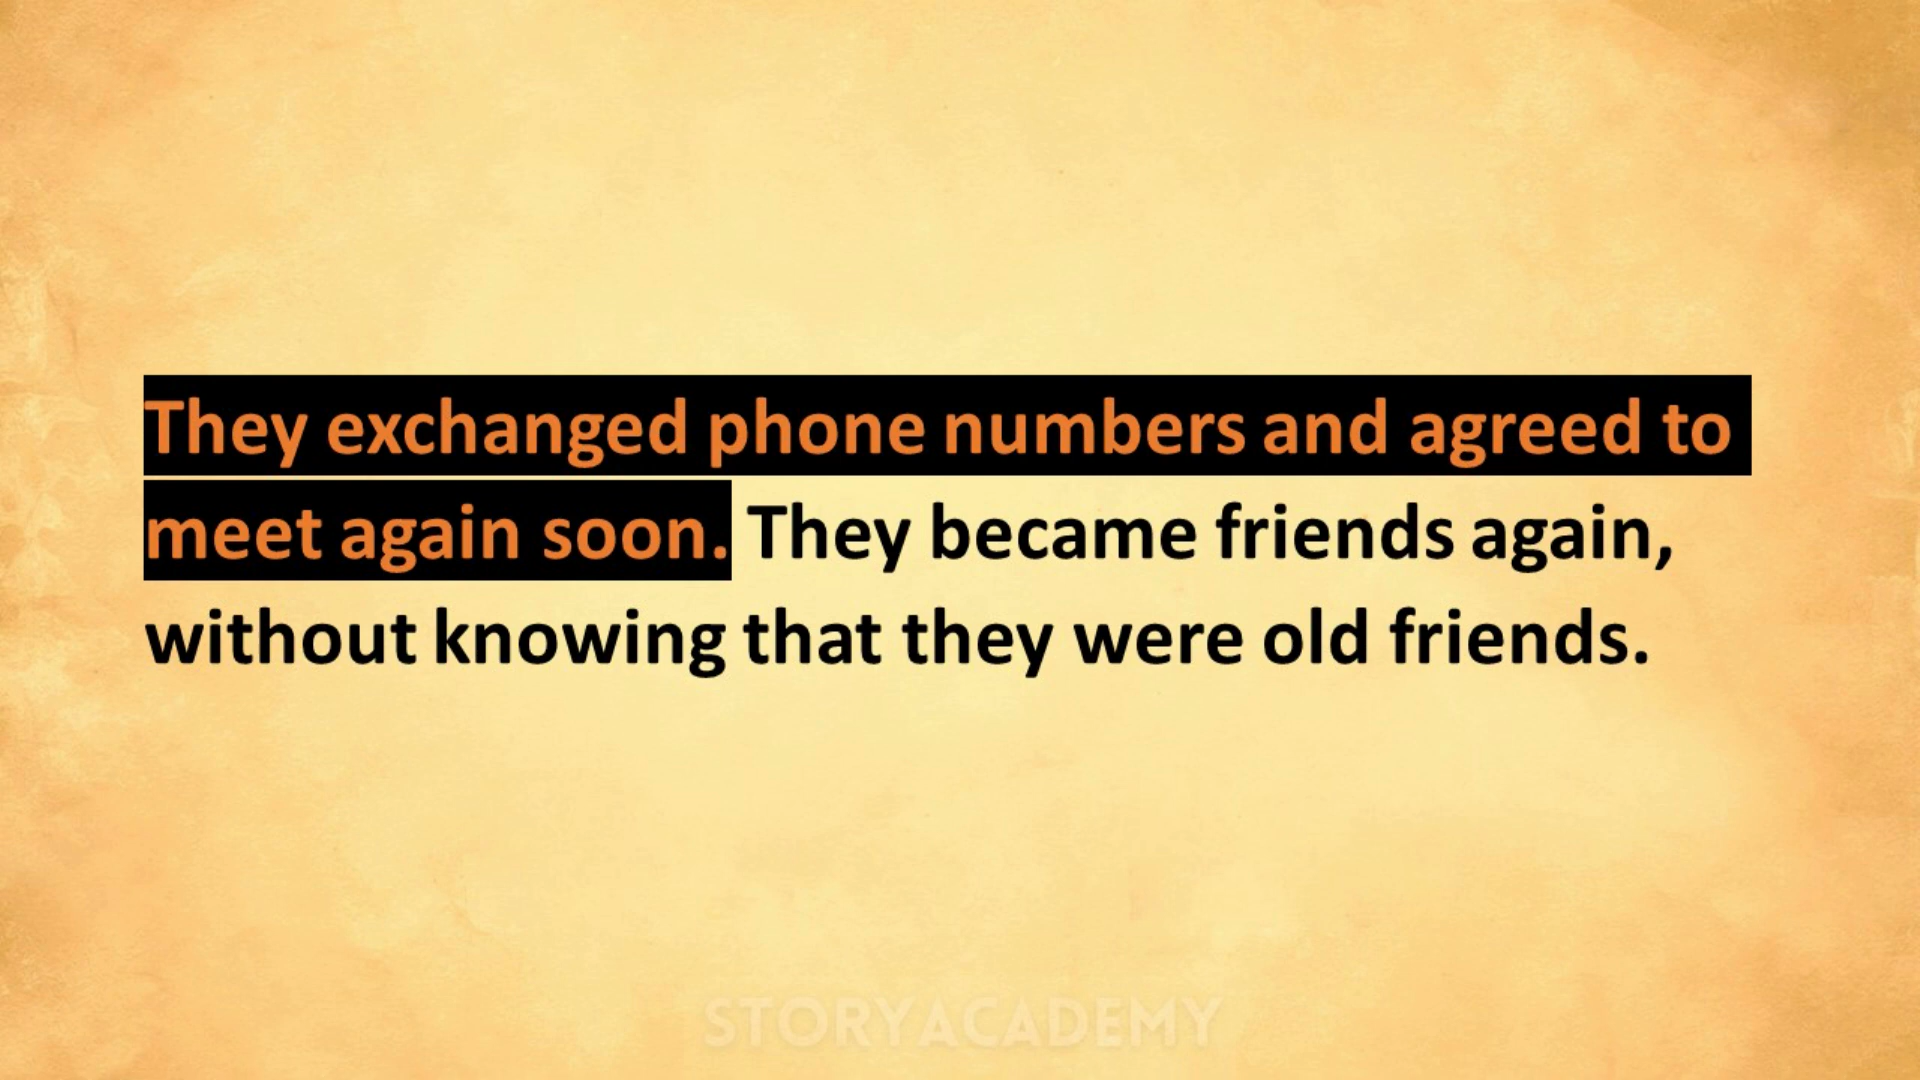 They exchanged phone numbers and agreed to
meet again soon. They became friends again,
without knowing that they were old friends.
STORYACADEMY